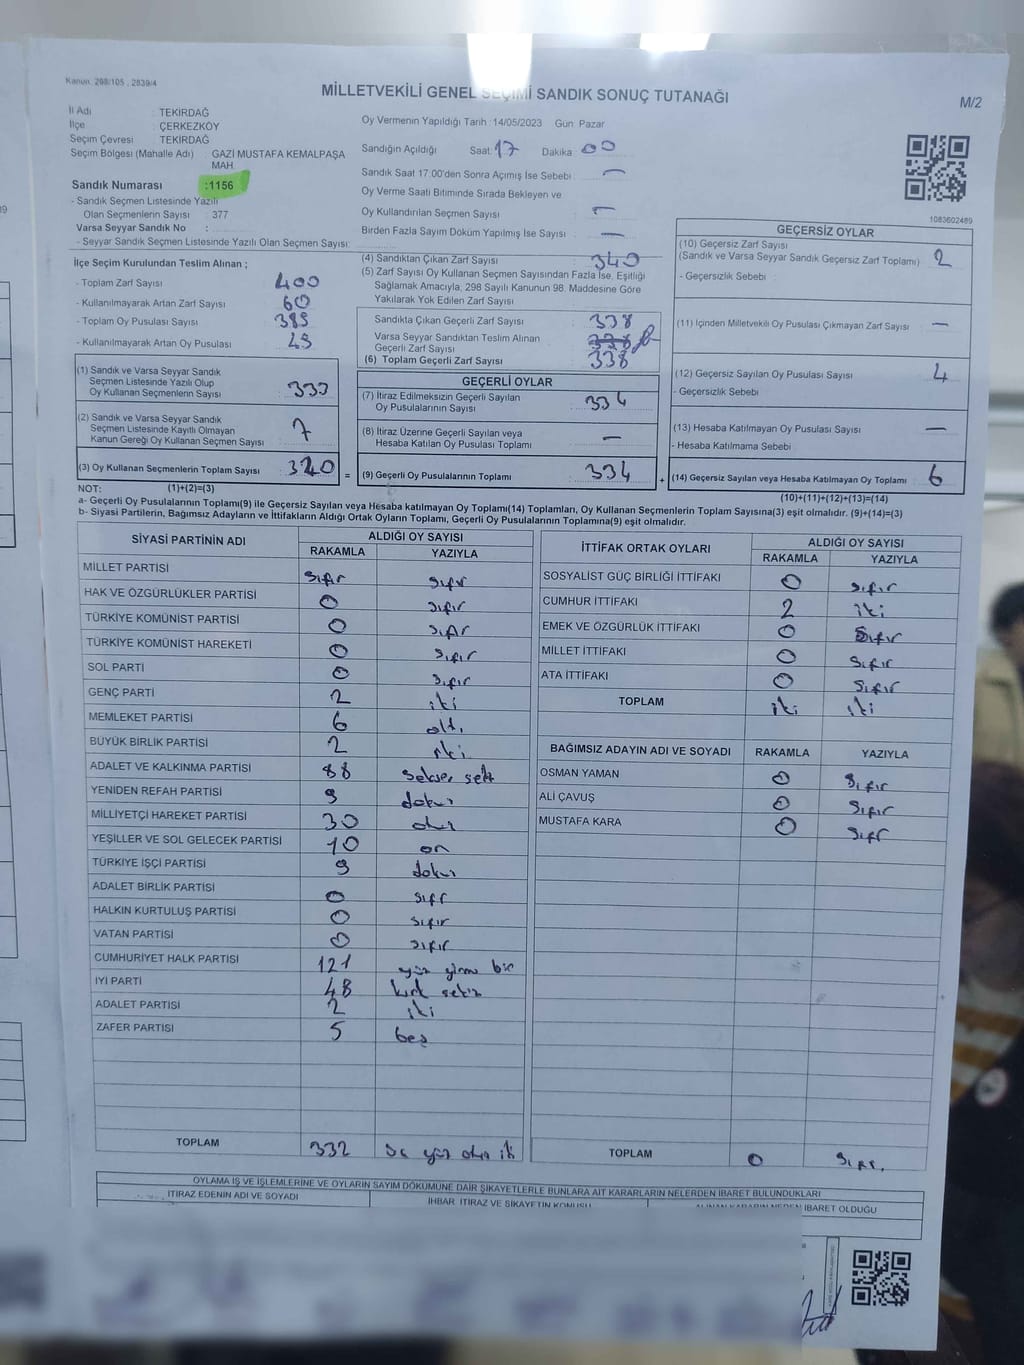 Kanun: 298/105, 2839/4
MİLLETVEKİLİ GENEL SEÇİMİ SANDIK SONUÇ TUTANAĞI
M/2
İl Adı : TEKİRDAĞ
İlçe : ÇERKEZKÖY
Seçim Çevresi : TEKİRDAĞ
Seçim Bölgesi (Mahalle Adı) : GAZİ MUSTAFA KEMALPAŞA MAH.
Sandık Numarası :1156
- Sandık Seçmen Listesinde Yazılı
Olan Seçmenlerin Sayısı : 377
Varsa Seyyar Sandık No :
- Seyyar Sandık Seçmen Listesinde Yazılı Olan Seçmen Sayısı:
Oy Vermenin Yapıldığı Tarih :14/05/2023 Gün: Pazar
Sandığın Açıldığı Saat: 17 Dakika 00
Sandık Saat 17.00'den Sonra Açımış İse Sebebi : —
Oy Verme Saati Bitiminde Sırada Bekleyen ve
Oy Kullandırılan Seçmen Sayısı : —
Birden Fazla Sayım Döküm Yapılmış İse Sayısı : —
1083602489
İlçe Seçim Kurulundan Teslim Alınan ;
- Toplam Zarf Sayısı : 400
- Kullanılmayarak Artan Zarf Sayısı : 60
- Toplam Oy Pusulası Sayısı : 389
- Kullanılmayarak Artan Oy Pusulası : 49
(1) Sandık ve Varsa Seyyar Sandık
Seçmen Listesinde Yazılı Olup
Oy Kullanan Seçmenlerin Sayısı : 333
(2) Sandık ve Varsa Seyyar Sandık
Seçmen Listesinde Kayıtlı Olmayan
Kanun Gereği Oy Kullanan Seçmen Sayısı : 7
(3) Oy Kullanan Seçmenlerin Toplam Sayısı : 340 =
(4) Sandıktan Çıkan Zarf Sayısı : 340
(5) Zarf Sayısı Oy Kullanan Seçmen Sayısından Fazla İse, Eşitliği
Sağlamak Amacıyla, 298 Sayılı Kanunun 98. Maddesine Göre
Yakılarak Yok Edilen Zarf Sayısı :
Sandıkta Çıkan Geçerli Zarf Sayısı : 338
Varsa Seyyar Sandıktan Teslim Alınan
Geçerli Zarf Sayısı :
(6) Toplam Geçerli Zarf Sayısı : 338
GEÇERLİ OYLAR
(7) İtiraz Edilmeksizin Geçerli Sayılan
Oy Pusulalarının Sayısı : 334
(8) İtiraz Üzerine Geçerli Sayılan veya
Hesaba Katılan Oy Pusulası Toplamı : —
(9) Geçerli Oy Pusulalarının Toplamı : 334 +
GEÇERSİZ OYLAR
(10) Geçersiz Zarf Sayısı
(Sandık ve Varsa Seyyar Sandık Geçersiz Zarf Toplamı) : 2
- Geçersizlik Sebebi :
(11) İçinden Milletvekili Oy Pusulası Çıkmayan Zarf Sayısı : —
(12) Geçersiz Sayılan Oy Pusulası Sayısı : 4
- Geçersizlik Sebebi
(13) Hesaba Katılmayan Oy Pusulası Sayısı : —
- Hesaba Katılmama Sebebi
(14) Geçersiz Sayılan veya Hesaba Katılmayan Oy Toplamı : 6
NOT: (1)+(2)=(3)
(10)+(11)+(12)+(13)=(14)
a- Geçerli Oy Pusulalarının Toplamı(9) ile Geçersiz Sayılan veya Hesaba katılmayan Oy Toplamı(14) Toplamları, Oy Kullanan Seçmenlerin Toplam Sayısına(3) eşit olmalıdır. (9)+(14)=(3)
b- Siyasi Partilerin, Bağımsız Adayların ve İttifakların Aldığı Ortak Oyların Toplamı, Geçerli Oy Pusulalarının Toplamına(9) eşit olmalıdır.
SİYASİ PARTİNİN ADI ALDIĞI OY SAYISI
RAKAMLA YAZIYLA
MİLLET PARTİSİ sıfır sıfır
HAK VE ÖZGÜRLÜKLER PARTİSİ 0 sıfır
TÜRKİYE KOMÜNİST PARTİSİ 0 sıfır
TÜRKİYE KOMÜNİST HAREKETİ 0 sıfır
SOL PARTİ 0 sıfır
GENÇ PARTİ 2 iki
MEMLEKET PARTİSİ 6 altı
BÜYÜK BİRLİK PARTİSİ 2 iki
ADALET VE KALKINMA PARTİSİ 88 seksen sekiz
YENİDEN REFAH PARTİSİ 9 dokuz
MİLLİYETÇİ HAREKET PARTİSİ 30 otuz
YEŞİLLER VE SOL GELECEK PARTİSİ 10 on
TÜRKİYE İŞÇİ PARTİSİ 9 dokuz
ADALET BİRLİK PARTİSİ 0 sıfır
HALKIN KURTULUŞ PARTİSİ 0 sıfır
VATAN PARTİSİ 0 sıfır
CUMHURİYET HALK PARTİSİ 121 yüz yirmi bir
İYİ PARTİ 48 kırk sekiz
ADALET PARTİSİ 2 iki
ZAFER PARTİSİ 5 beş
TOPLAM 332 üç yüz otuz iki
İTTİFAK ORTAK OYLARI ALDIĞI OY SAYISI
RAKAMLA YAZIYLA
SOSYALİST GÜÇ BİRLİĞİ İTTİFAKI 0 sıfır
CUMHUR İTTİFAKI 2 iki
EMEK VE ÖZGÜRLÜK İTTİFAKI 0 sıfır
MİLLET İTTİFAKI 0 sıfır
ATA İTTİFAKI 0 sıfır
TOPLAM iki iki
BAĞIMSIZ ADAYIN ADI VE SOYADI RAKAMLA YAZIYLA
OSMAN YAMAN 0 sıfır
ALİ ÇAVUŞ 0 sıfır
MUSTAFA KARA 0 sıfır
TOPLAM 0 sıfır
OYLAMA İŞ VE İŞLEMLERİNE VE OYLARIN SAYIM DÖKÜMÜNE DAİR ŞİKAYETLERLE BUNLARA AİT KARARLARIN NELERDEN İBARET BULUNDUKLARI
İTİRAZ EDENİN ADI VE SOYADI
İHBAR, İTİRAZ VE ŞİKAYETİN KONUSU
ALINAN KARARIN NEDEN İBARET OLDUĞU